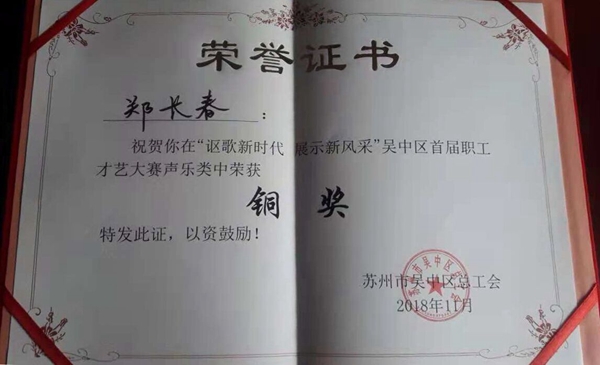 荣誉证书
郑长春：
祝贺你在“讴歌新时代 展示新风采”吴中区首届职工
才艺大赛声乐类中荣获
铜 奖
特发此证，以资鼓励！
苏州市吴中区总工会
2018年11月